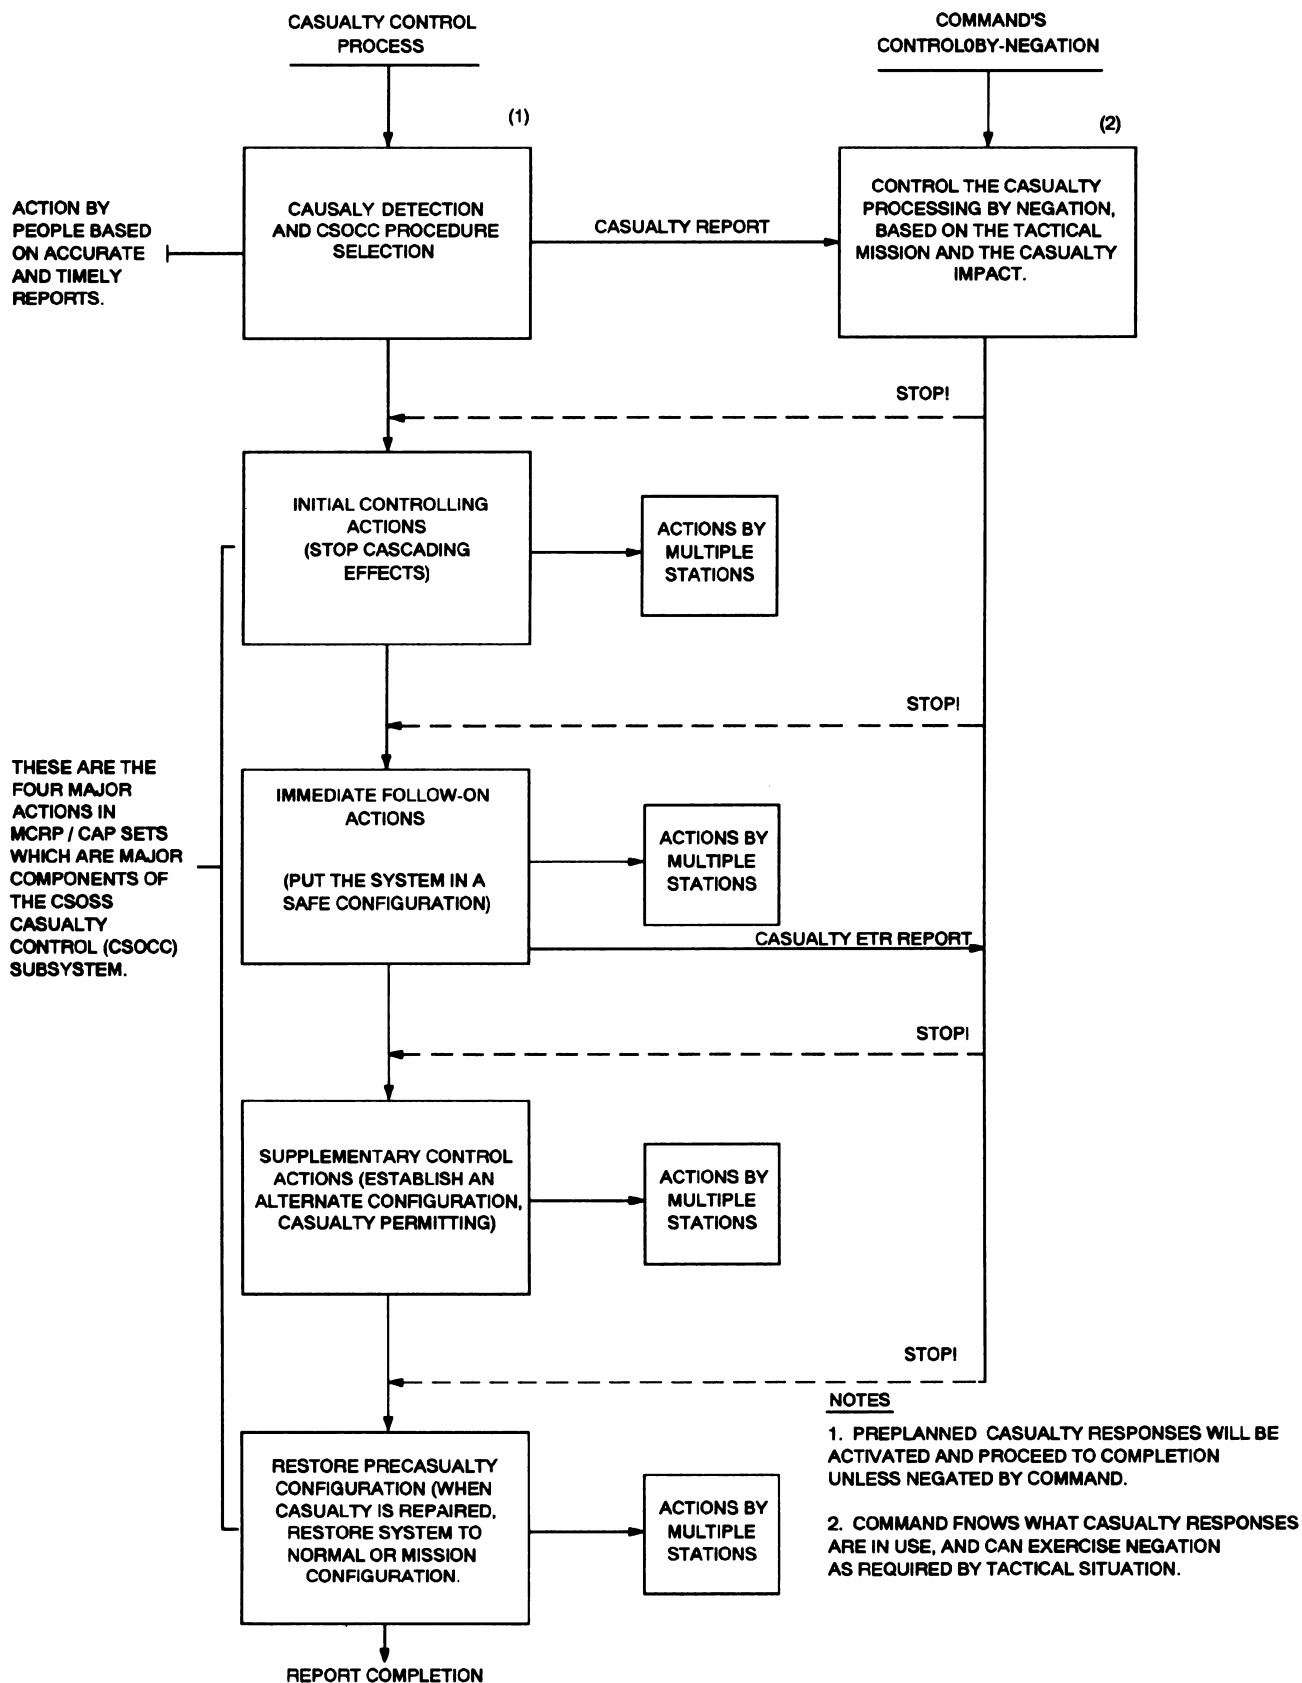 CASUALTY CONTROL
PROCESS
COMMAND'S
CONTROL0BY-NEGATION
(1)
(2)
ACTION BY
PEOPLE BASED
ON ACCURATE
AND TIMELY
REPORTS.
CAUSALY DETECTION
AND CSOCC PROCEDURE
SELECTION
CASUALTY REPORT
CONTROL THE CASUALTY
PROCESSING BY NEGATION,
BASED ON THE TACTICAL
MISSION AND THE CASUALTY
IMPACT.
STOP!
INITIAL CONTROLLING
ACTIONS
(STOP CASCADING
EFFECTS)
ACTIONS BY
MULTIPLE
STATIONS
STOP!
THESE ARE THE
FOUR MAJOR
ACTIONS IN
MCRP / CAP SETS
WHICH ARE MAJOR
COMPONENTS OF
THE CSOSS
CASUALTY
CONTROL (CSOCC)
SUBSYSTEM.
IMMEDIATE FOLLOW-ON
ACTIONS
(PUT THE SYSTEM IN A
SAFE CONFIGURATION)
ACTIONS BY
MULTIPLE
STATIONS
CASUALTY ETR REPORT
STOP!
SUPPLEMENTARY CONTROL
ACTIONS (ESTABLISH AN
ALTERNATE CONFIGURATION,
CASUALTY PERMITTING)
ACTIONS BY
MULTIPLE
STATIONS
STOP!
RESTORE PRECASUALTY
CONFIGURATION (WHEN
CASUALTY IS REPAIRED,
RESTORE SYSTEM TO
NORMAL OR MISSION
CONFIGURATION.
ACTIONS BY
MULTIPLE
STATIONS
REPORT COMPLETION
NOTES
1. PREPLANNED CASUALTY RESPONSES WILL BE
ACTIVATED AND PROCEED TO COMPLETION
UNLESS NEGATED BY COMMAND.
2. COMMAND FNOWS WHAT CASUALTY RESPONSES
ARE IN USE, AND CAN EXERCISE NEGATION
AS REQUIRED BY TACTICAL SITUATION.